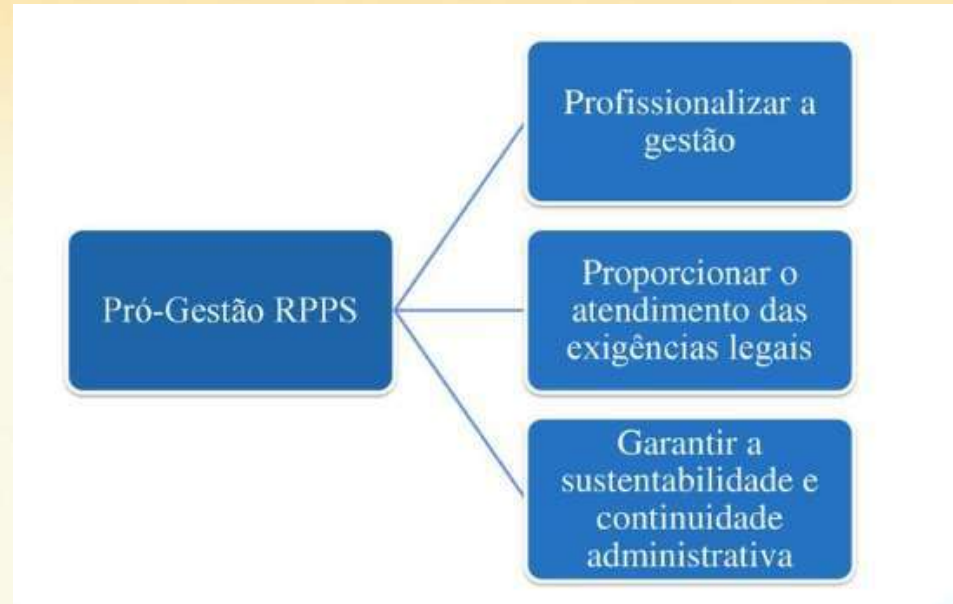 Pró-Gestão RPPS
Profissionalizar a
gestão
Proporcionar o
atendimento das
exigências legais
Garantir a
sustentabilidade e
continuidade
administrativa